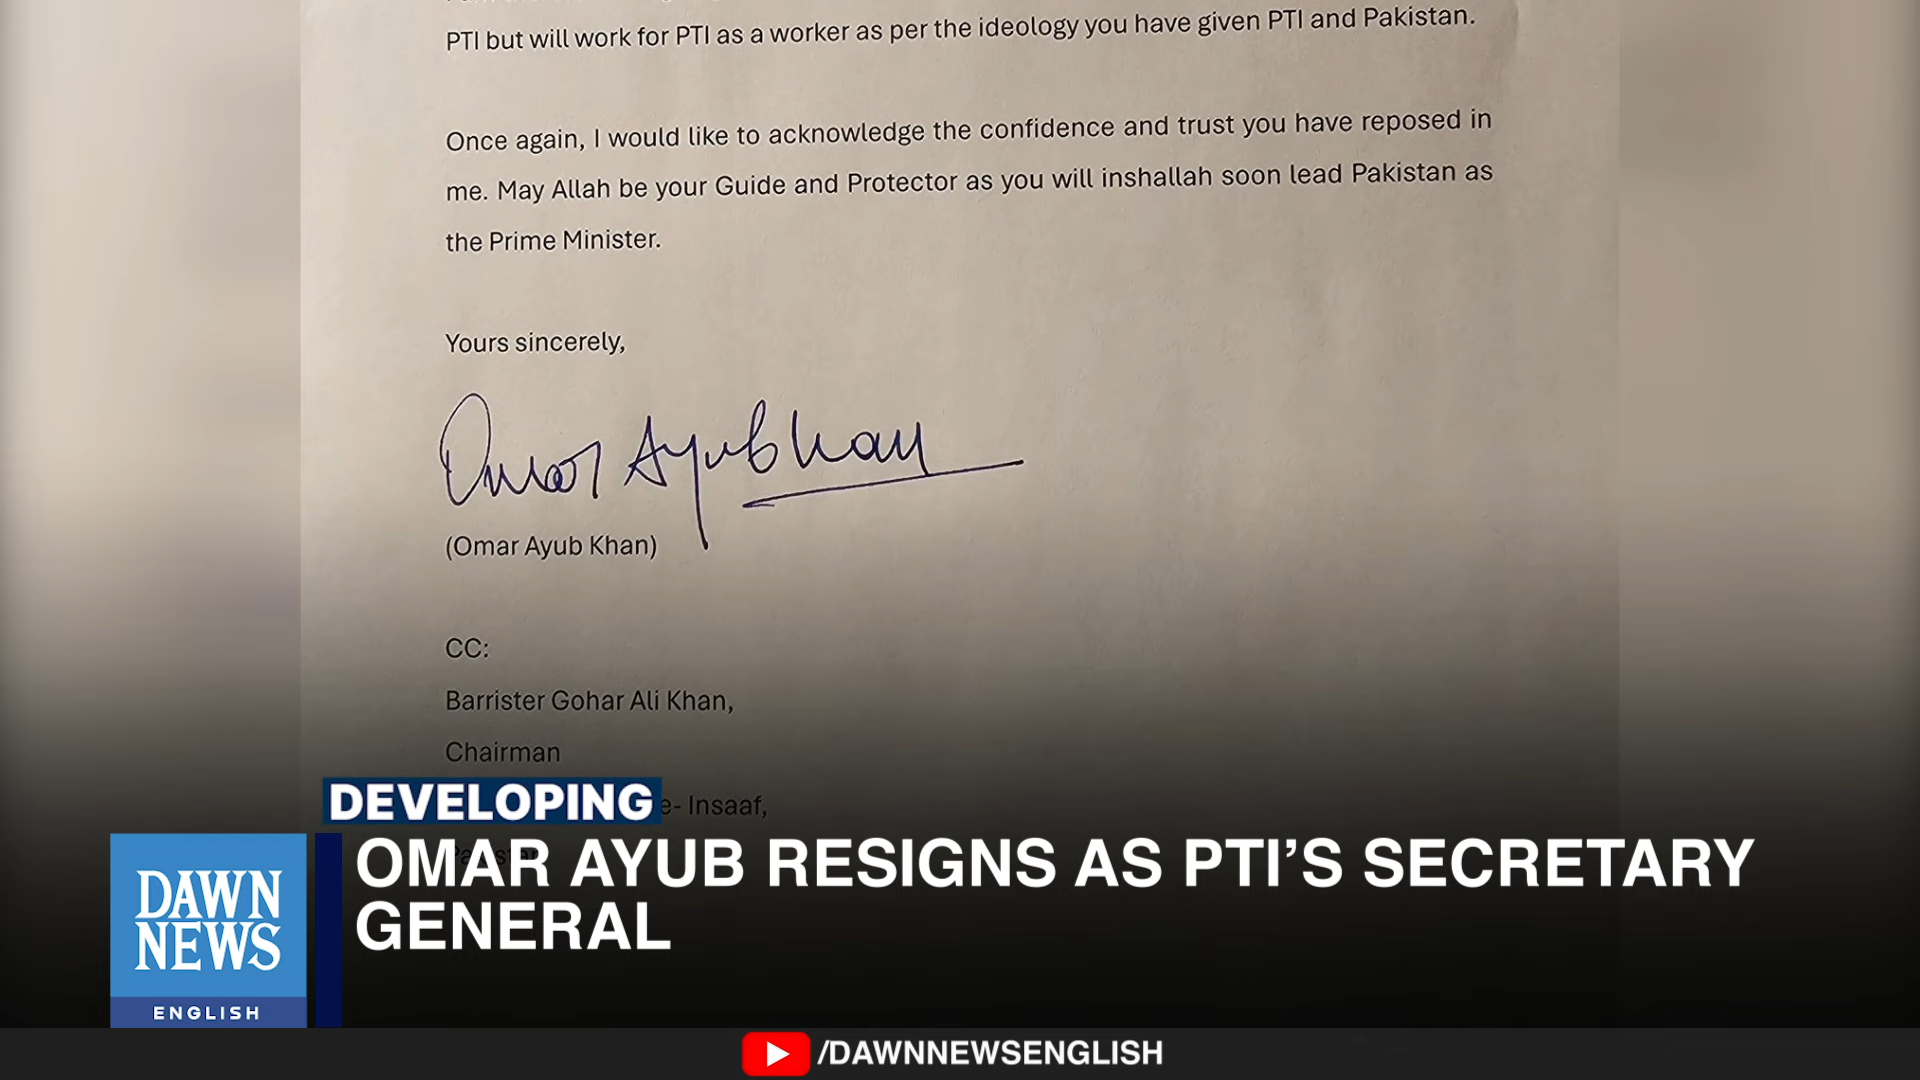 PTI but will work for PTI as a worker as per the ideology you have given PTI and Pakistan.
Once again, I would like to acknowledge the confidence and trust you have reposed in
me. May Allah be your Guide and Protector as you will inshallah soon lead Pakistan as
the Prime Minister.
Yours sincerely,
Omar Ayub Khan
(Omar Ayub Khan)
CC:
Barrister Gohar Ali Khan,
Chairman
e- Insaaf,
DEVELOPING
OMAR AYUB RESIGNS AS PTI’S SECRETARY
GENERAL
DAWN
NEWS
ENGLISH
/DAWNNEWSENGLISH